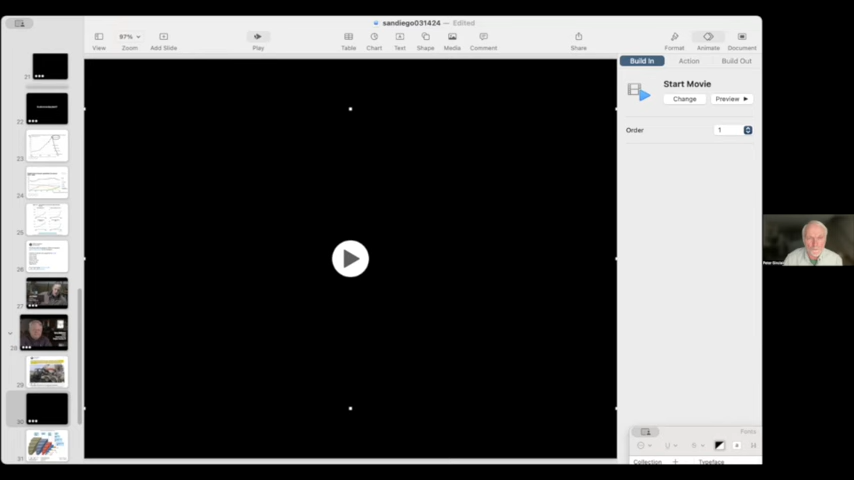 sandiego031424 — Edited
97%
View
Zoom
Add Slide
Play
Table
Chart
Text
Shape
Media
Comment
Share
Format
Animate
Document
Build In
Action
Build Out
Start Movie
Change
Preview
Order
1
21
22
23
24
25
26
27
28
29
30
31
Fonts
Collection
Typeface